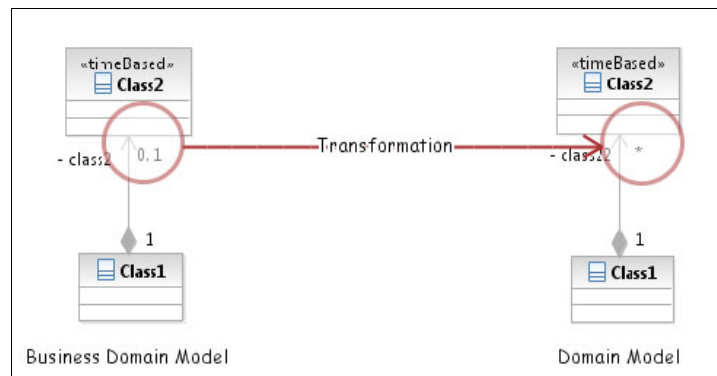 «timeBased»
Class2
«timeBased»
Class2
Transformation
- class2
0.1
- class22
*
1
1
Class1
Class1
Business Domain Model
Domain Model